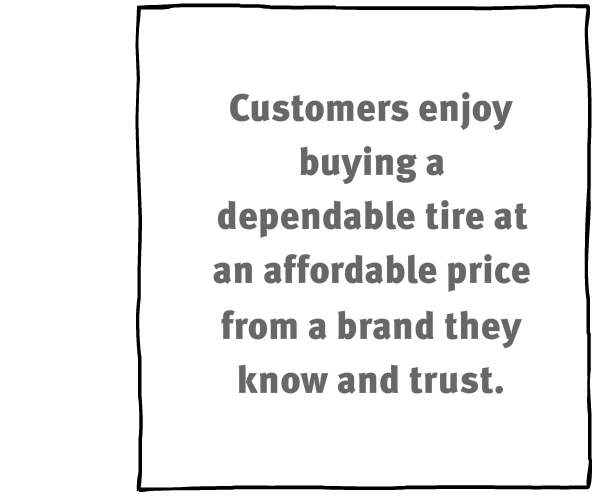 Customers enjoy
buying a
dependable tire at
an affordable price
from a brand they
know and trust.